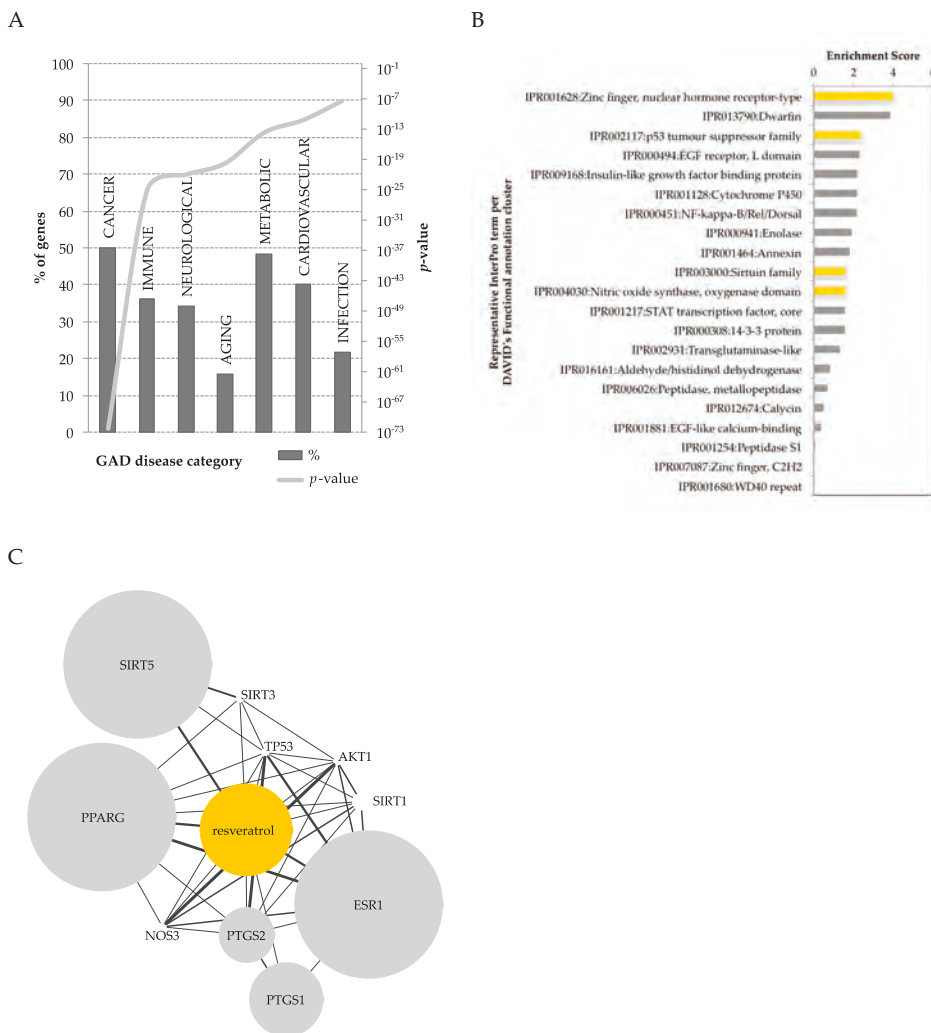 A
B
100
90
80
70
60
50
40
30
20
10
0
% of genes
CANCER
IMMUNE
NEUROLOGICAL
AGING
METABOLIC
CARDIOVASCULAR
INFECTION
10-1
10-7
10-13
10-19
10-25
10-31
10-37
10-43
10-49
10-55
10-61
10-67
10-73
p-value
GAD disease category
%
p-value
Enrichment Score
0 2 4 6
Representative InterPro term per
DAVID's Functional annotation cluster
IPR001628:Zinc finger, nuclear hormone receptor-type
IPR013790:Dwarfin
IPR002117:p53 tumour suppressor family
IPR000494:EGF receptor, L domain
IPR009168:Insulin-like growth factor binding protein
IPR001128:Cytochrome P450
IPR000451:NF-kappa-B/Rel/Dorsal
IPR000941:Enolase
IPR001464:Annexin
IPR003000:Sirtuin family
IPR004030:Nitric oxide synthase, oxygenase domain
IPR001217:STAT transcription factor, core
IPR000308:14-3-3 protein
IPR002931:Transglutaminase-like
IPR016161:Aldehyde/histidinol dehydrogenase
IPR006026:Peptidase, metallopeptidase
IPR012674:Calycin
IPR001881:EGF-like calcium-binding
IPR001254:Peptidase S1
IPR007087:Zinc finger, C2H2
IPR001680:WD40 repeat
C
SIRT5
SIRT3
TP53
AKT1
SIRT1
PPARG
resveratrol
ESR1
NOS3
PTGS2
PTGS1